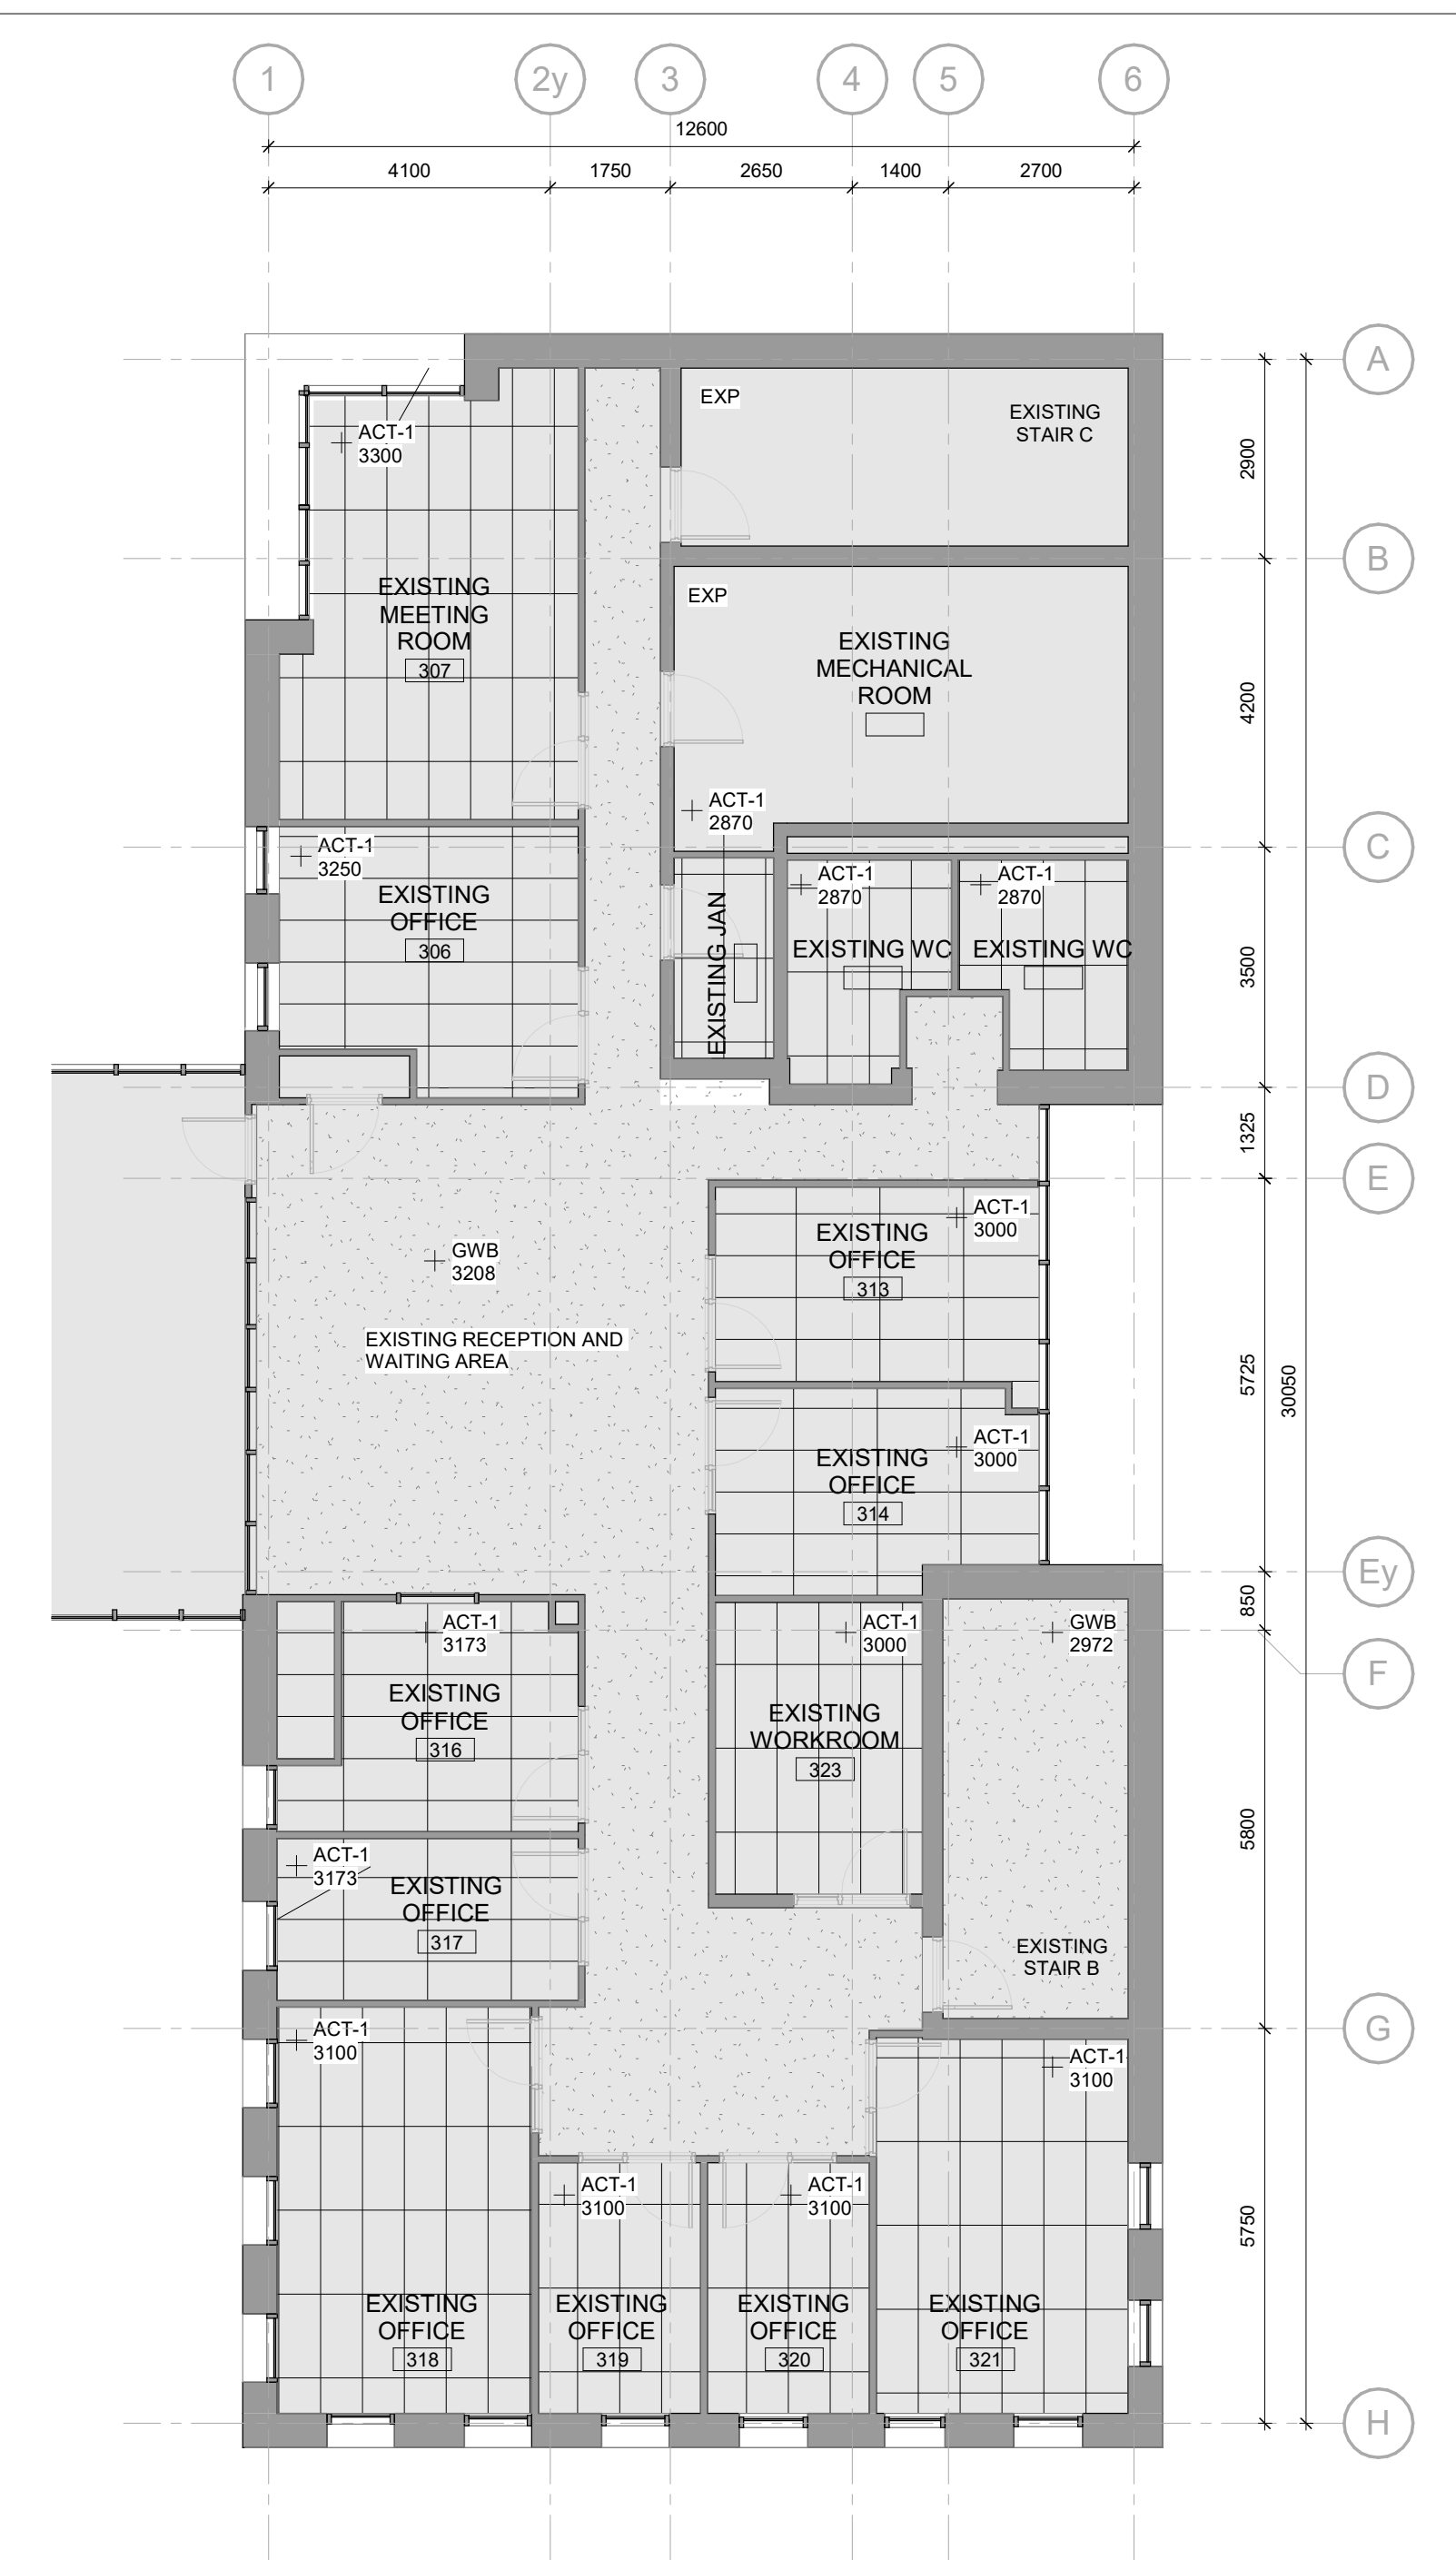 1
2y
3
4
5
6
12600
4100
1750
2650
1400
2700
A
EXP
EXISTING
STAIR C
ACT-1
3300
2900
B
EXISTING
MEETING
ROOM
307
EXP
EXISTING
MECHANICAL
ROOM
4200
ACT-1
2870
ACT-1
3250
C
EXISTING
OFFICE
306
EXISTING JAN
ACT-1
2870
EXISTING WC
ACT-1
2870
EXISTING WC
3500
D
1325
E
GWB
3208
EXISTING RECEPTION AND
WAITING AREA
ACT-1
3000
EXISTING
OFFICE
313
5725
30050
ACT-1
3000
EXISTING
OFFICE
314
Ey
850
F
ACT-1
3173
EXISTING
OFFICE
316
ACT-1
3000
EXISTING
WORKROOM
323
GWB
2972
5800
ACT-1
3173
EXISTING
OFFICE
317
EXISTING
STAIR B
G
ACT-1
3100
EXISTING
OFFICE
318
ACT-1
3100
EXISTING
OFFICE
319
ACT-1
3100
EXISTING
OFFICE
320
ACT-1
3100
EXISTING
OFFICE
321
5750
H